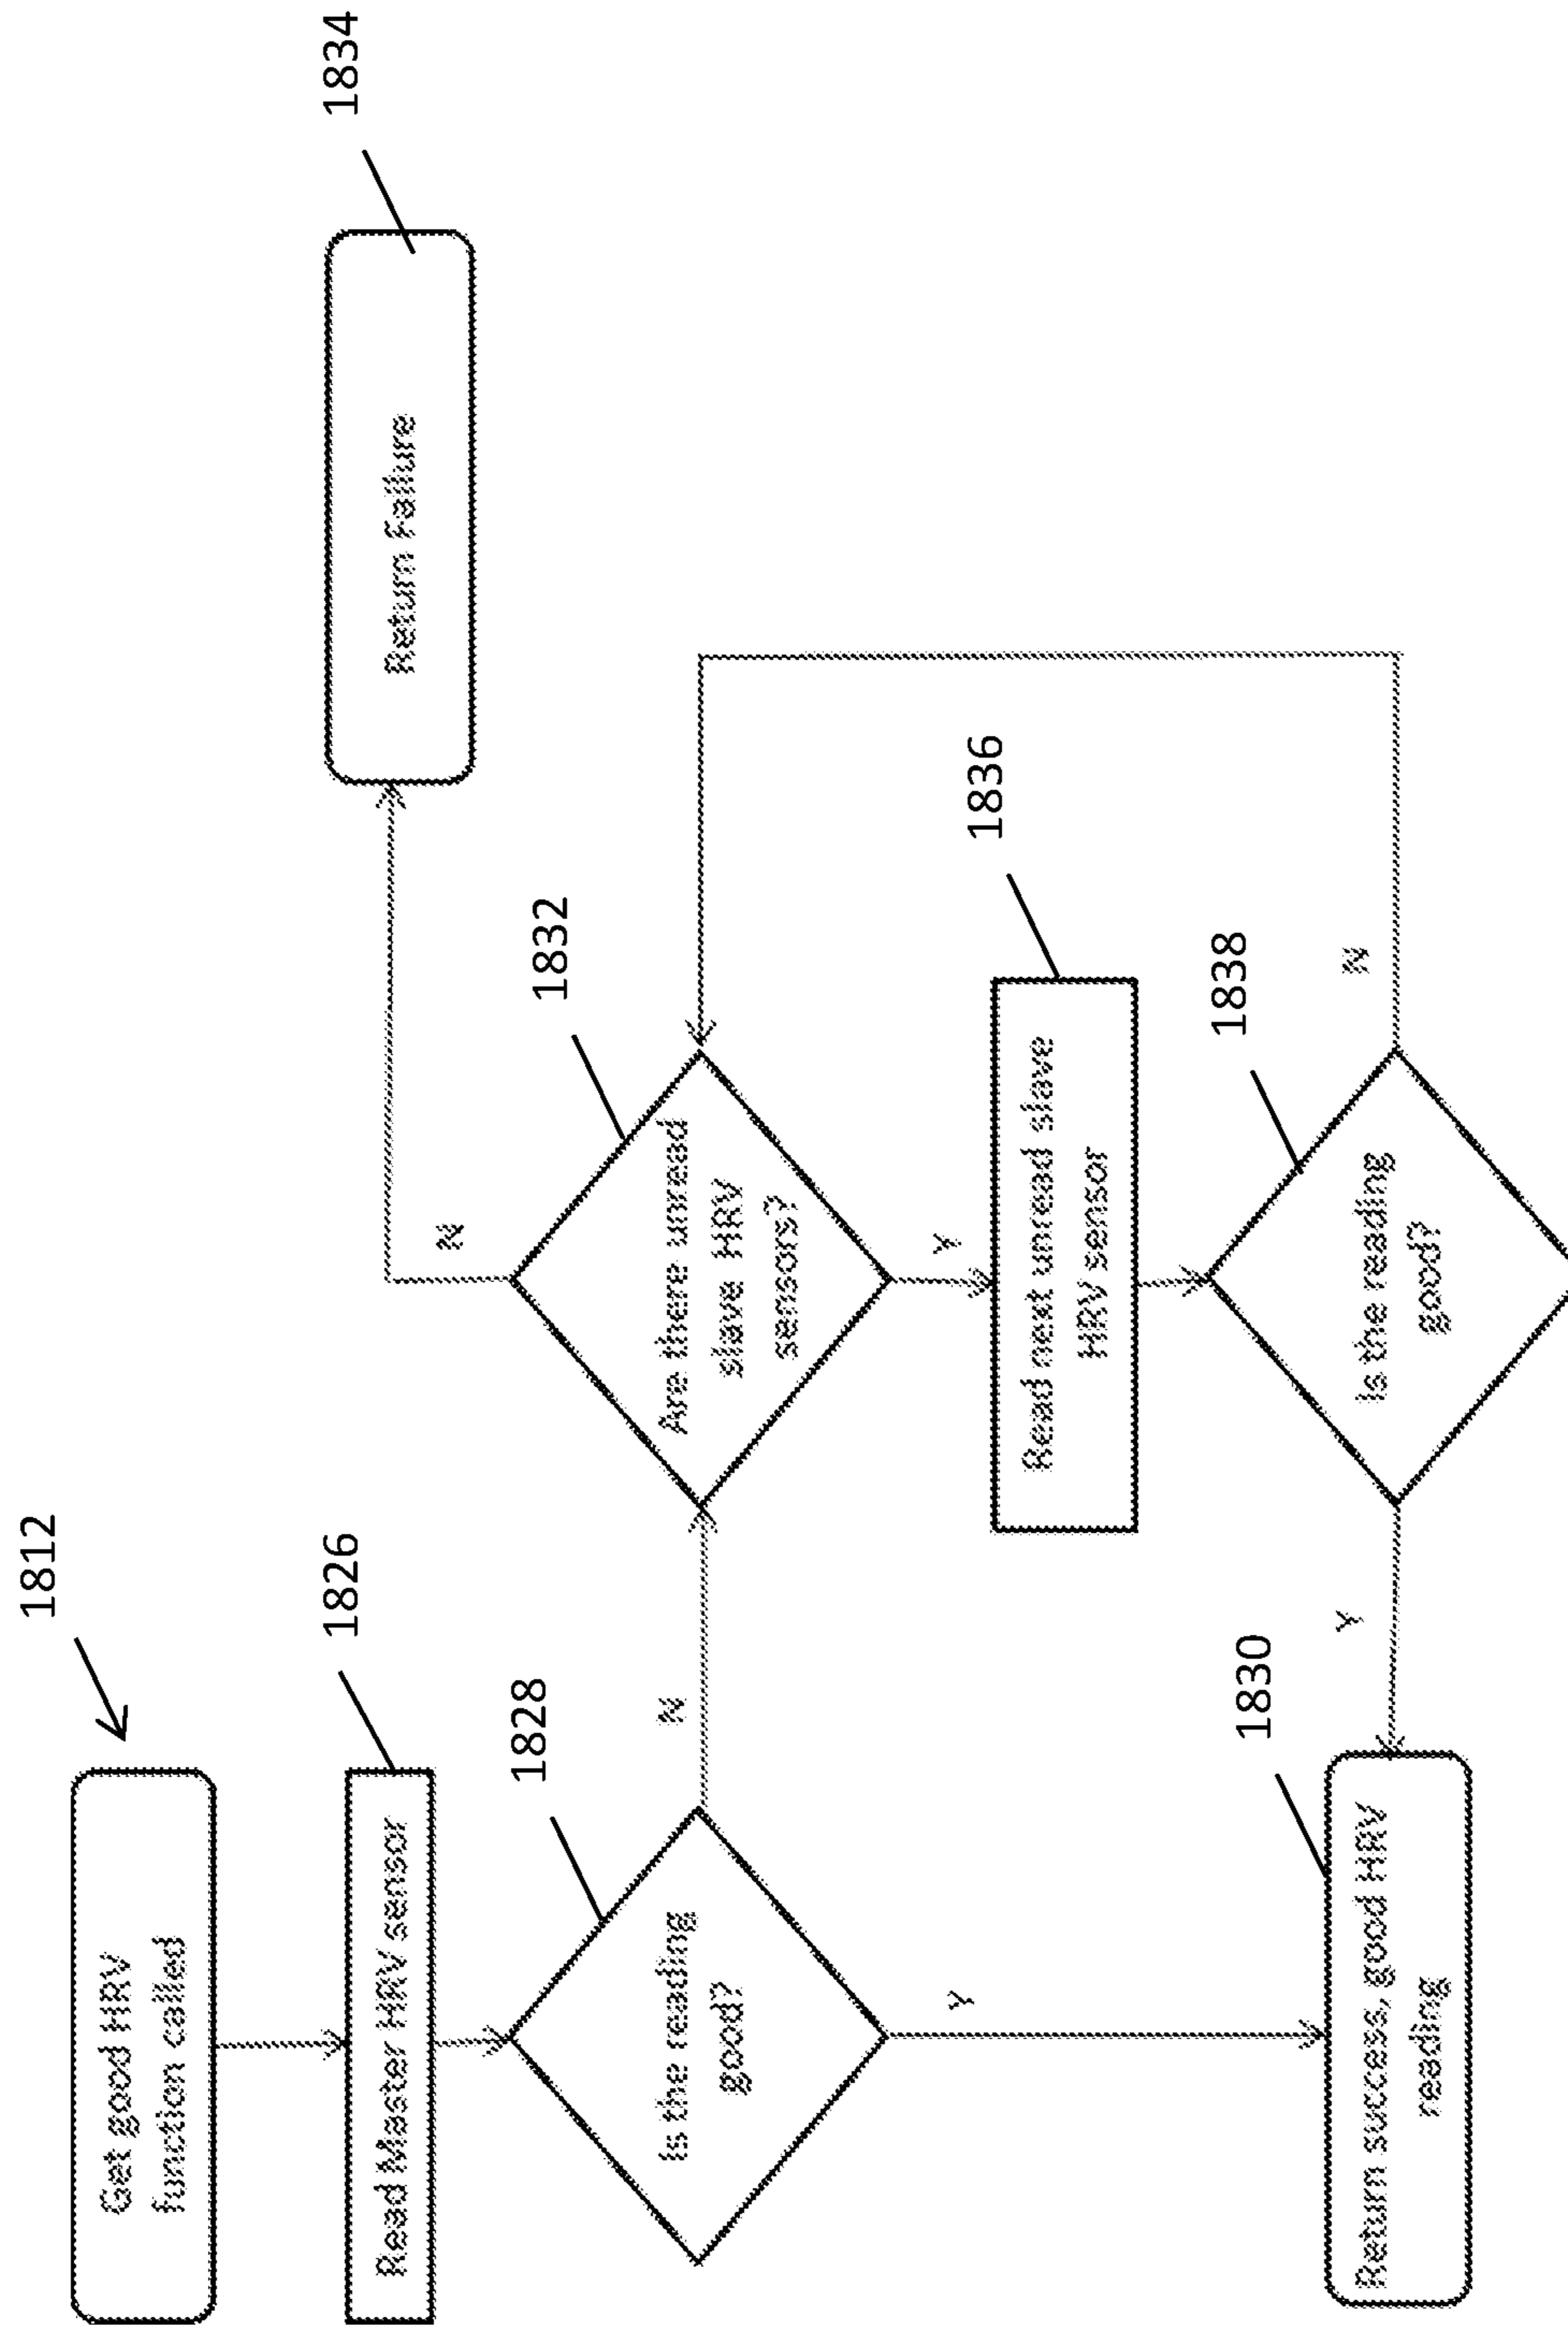 1812
Get good HRV
function called
1826
Read Master HRV sensor
1828
Is the reading
good?
N
Y
1830
Return success, good HRV
reading
1834
Return Failure
1832
Are there unread
slave HRV
sensors?
N
Y
1836
Read next unread slave
HRV sensor
1838
Is the reading
good?
N
Y